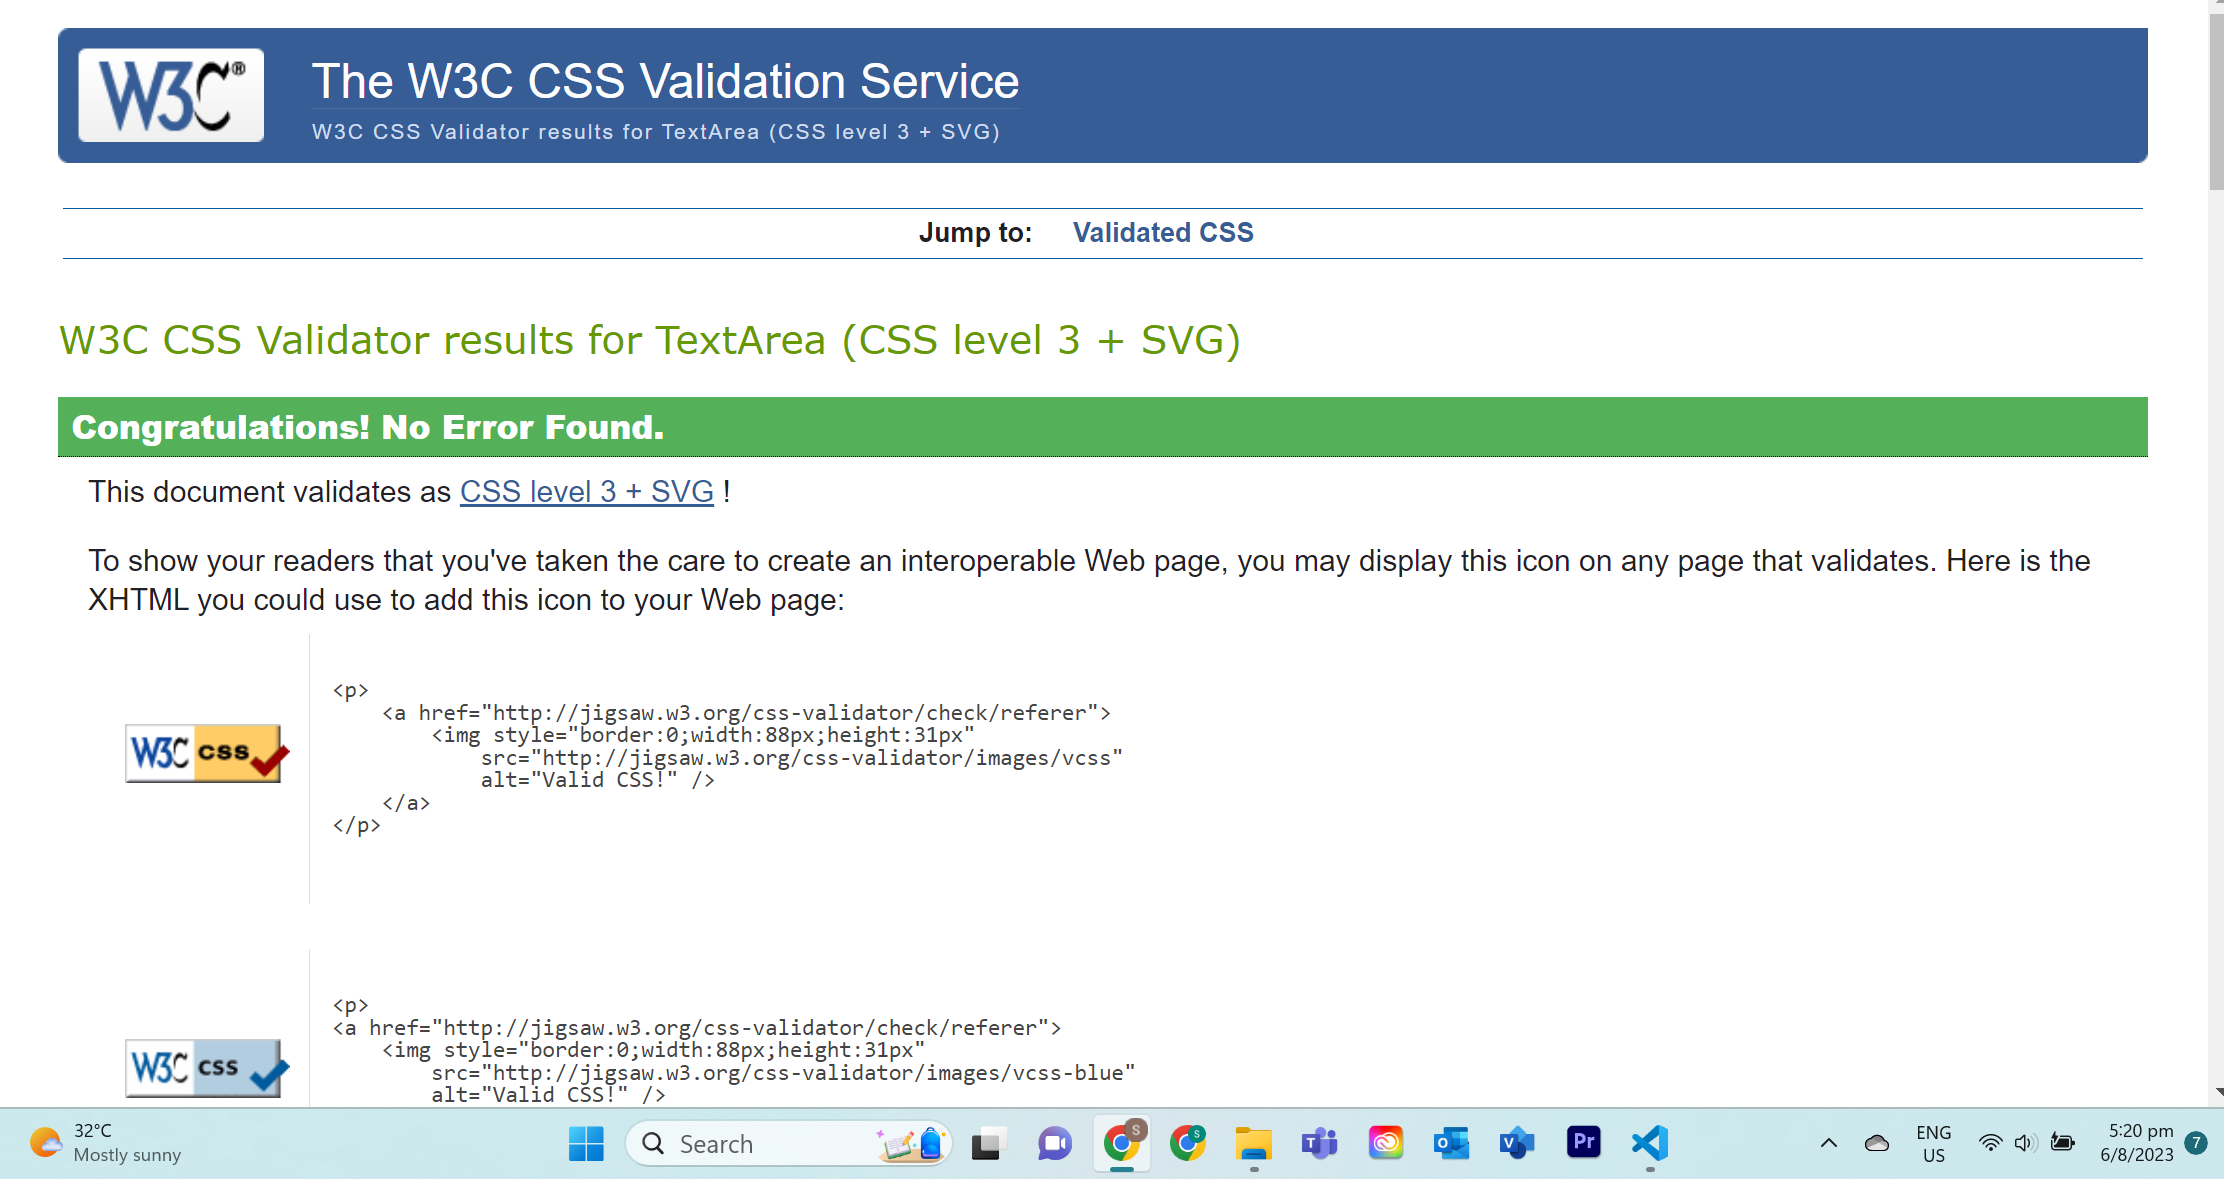 W3C®
The W3C CSS Validation Service
W3C CSS Validator results for TextArea (CSS level 3 + SVG)
Jump to: Validated CSS
W3C CSS Validator results for TextArea (CSS level 3 + SVG)
Congratulations! No Error Found.
This document validates as CSS level 3 + SVG !
To show your readers that you've taken the care to create an interoperable Web page, you may display this icon on any page that validates. Here is the
XHTML you could use to add this icon to your Web page:
<p>
<a href="http://jigsaw.w3.org/css-validator/check/referer">
<img style="border:0;width:88px;height:31px"
src="http://jigsaw.w3.org/css-validator/images/vcss"
alt="Valid CSS!" />
</a>
</p>
W3C css
<p>
<a href="http://jigsaw.w3.org/css-validator/check/referer">
<img style="border:0;width:88px;height:31px"
src="http://jigsaw.w3.org/css-validator/images/vcss-blue"
alt="Valid CSS!" />
W3C css
32°C
Mostly sunny
Search
S
S
T
O
V
Pr
ENG
US
5:20 pm
6/8/2023
7